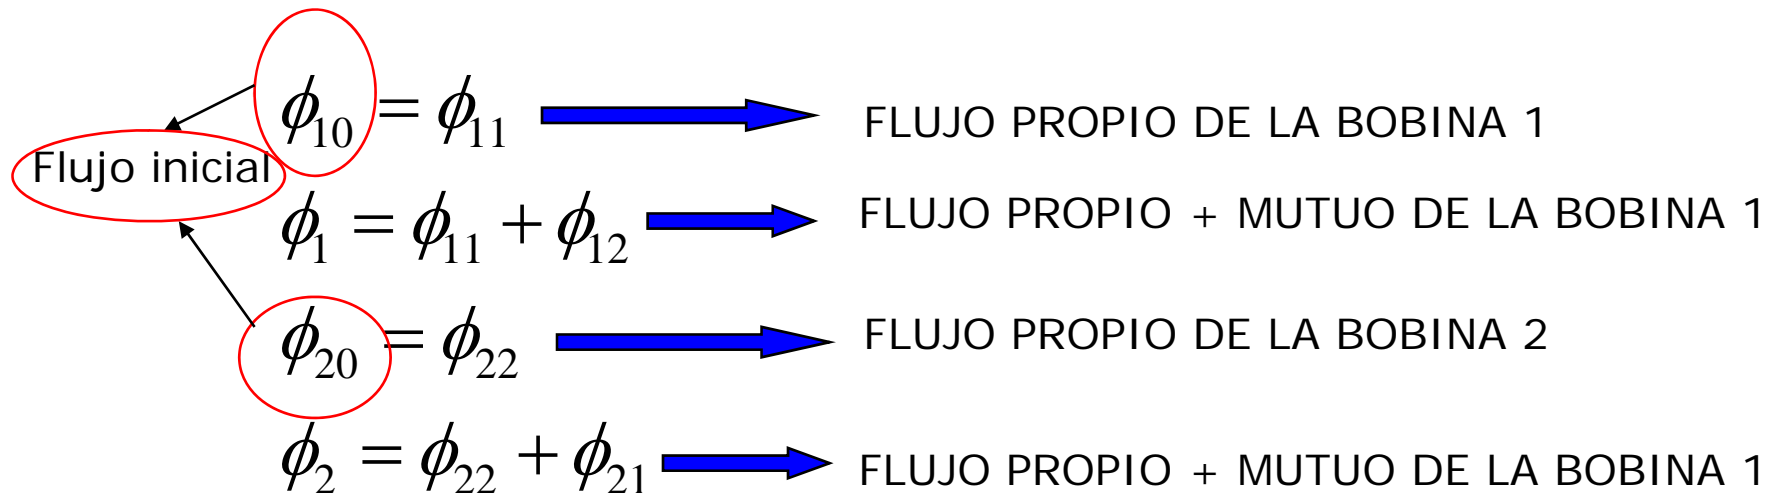 ϕ₁₀ = ϕ₁₁ FLUJO PROPIO DE LA BOBINA 1
Flujo inicial
ϕ₁ = ϕ₁₁ + ϕ₁₂ FLUJO PROPIO + MUTUO DE LA BOBINA 1
ϕ₂₀ = ϕ₂₂ FLUJO PROPIO DE LA BOBINA 2
ϕ₂ = ϕ₂₂ + ϕ₂₁ FLUJO PROPIO + MUTUO DE LA BOBINA 1